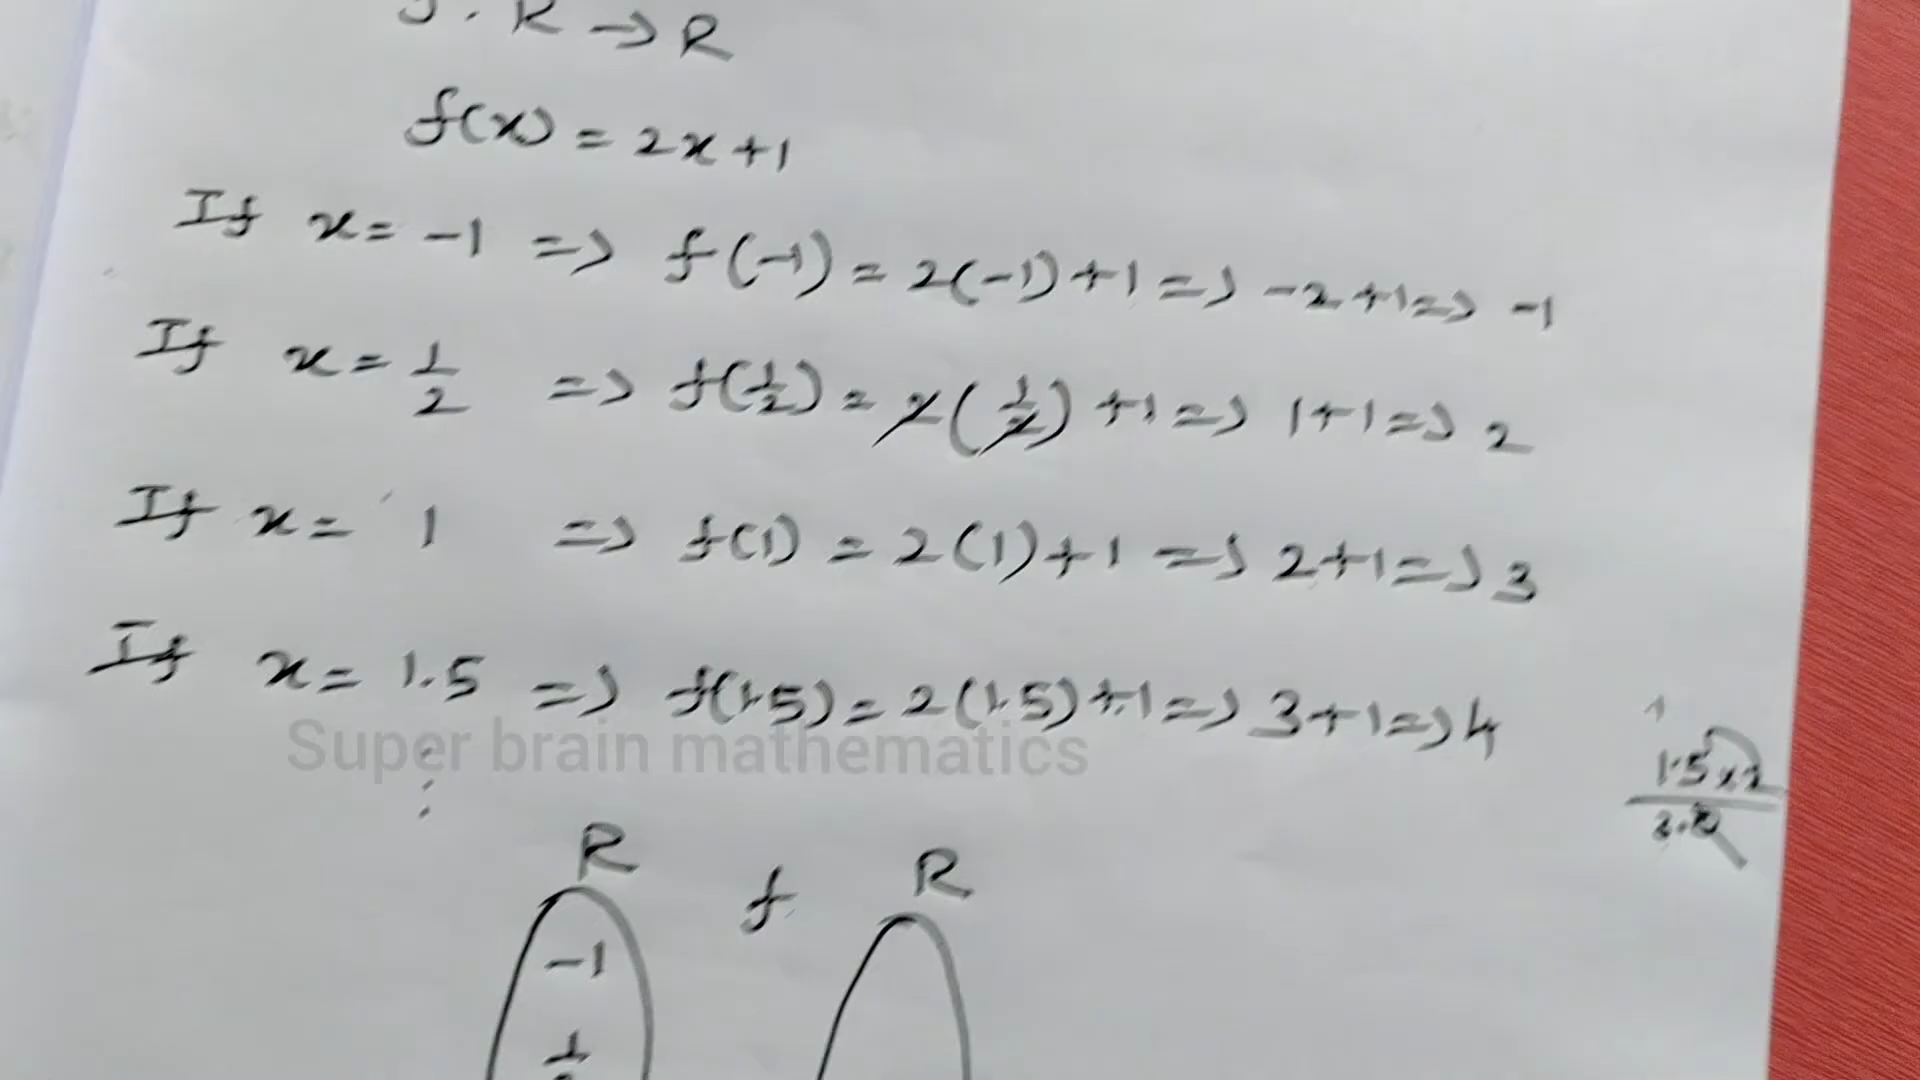 f : R → R
f(x) = 2x+1
If x = -1 => f(-1) = 2(-1)+1 => -2+1 => -1
If x = 1/2 => f(1/2) = 2(1/2) +1 => 1+1 => 2
If x = 1 => f(1) = 2(1)+1 => 2+1 => 3
If x = 1.5 => f(1.5) = 2(1.5)+1 => 3+1 => 4
Super brain mathematics
1
1.5 x 2
R f R
-1
1